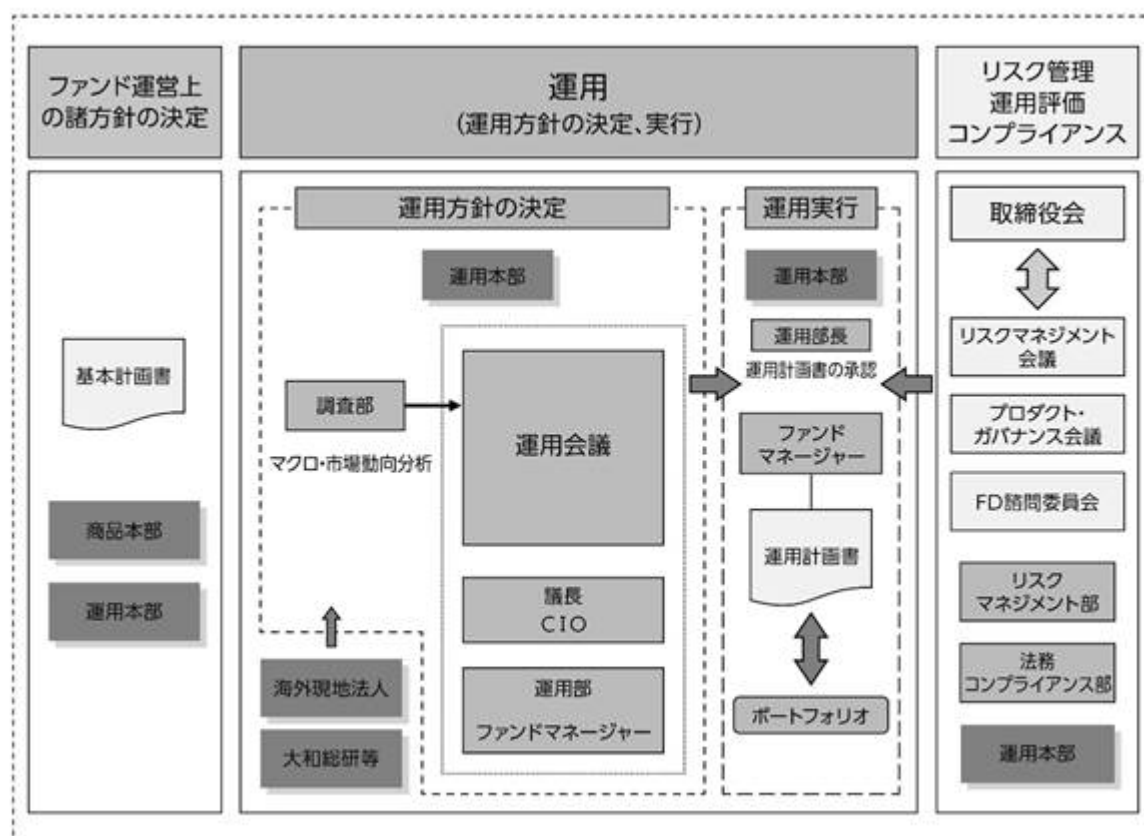 ファンド運営上
の諸方針の決定
運用
(運用方針の決定、実行)
リスク管理
運用評価
コンプライアンス
基本計画書
商品本部
運用本部
運用方針の決定
運用本部
調査部
マクロ・市場動向分析
運用会議
議長
CIO
運用部
ファンドマネージャー
海外現地法人
大和総研等
運用実行
運用本部
運用部長
運用計画書の承認
ファンド
マネージャー
運用計画書
ポートフォリオ
取締役会
リスクマネジメント
会議
プロダクト・
ガバナンス会議
FD諮問委員会
リスク
マネジメント部
法務
コンプライアンス部
運用本部